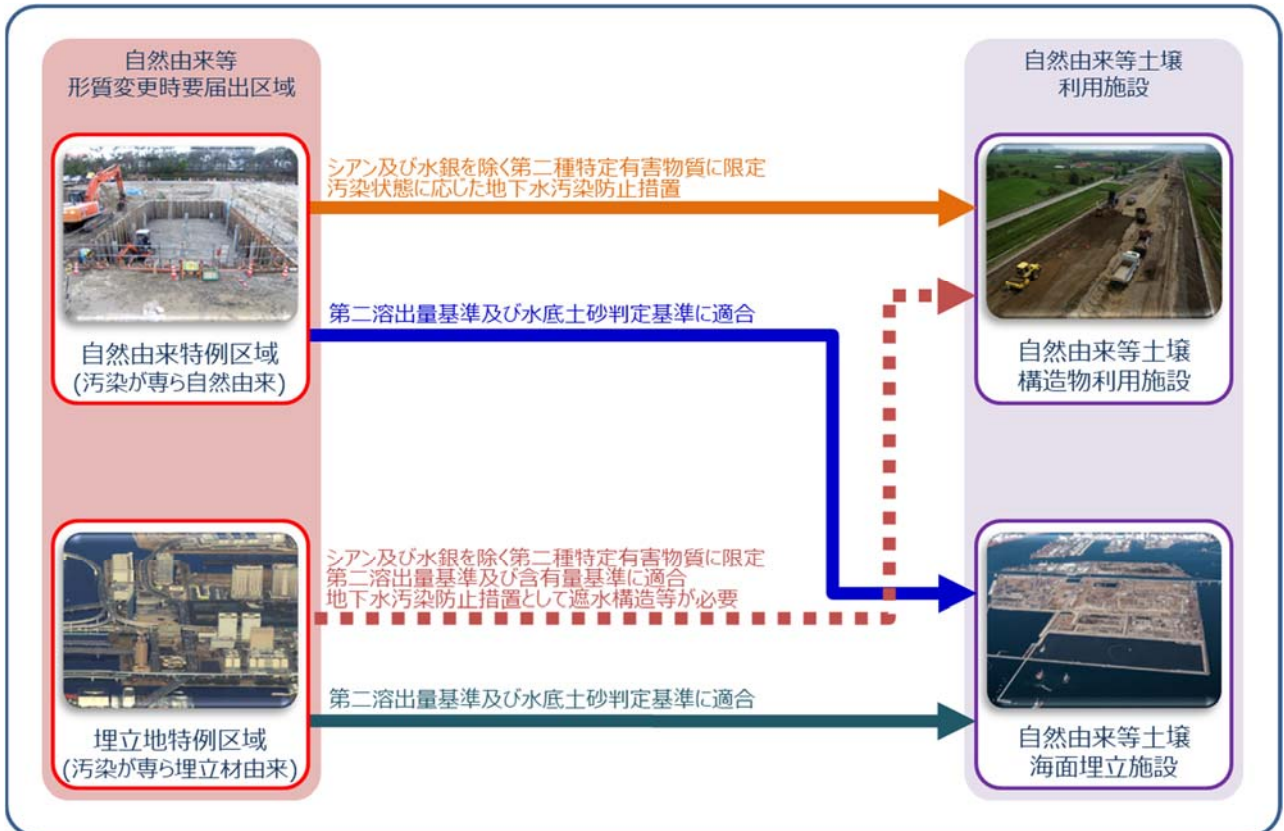 自然由来等
形質変更時要届出区域
自然由来特例区域
(汚染が専ら自然由来)
埋立地特例区域
(汚染が専ら埋立材由来)
シアン及び水銀を除く第二種特定有害物質に限定
汚染状態に応じた地下水汚染防止措置
第二溶出量基準及び水底土砂判定基準に適合
シアン及び水銀を除く第二種特定有害物質に限定
第二溶出量基準及び含有量基準に適合
地下水汚染防止措置として遮水構造等が必要
第二溶出量基準及び水底土砂判定基準に適合
自然由来等土壌
利用施設
自然由来等土壌
構造物利用施設
自然由来等土壌
海面埋立施設